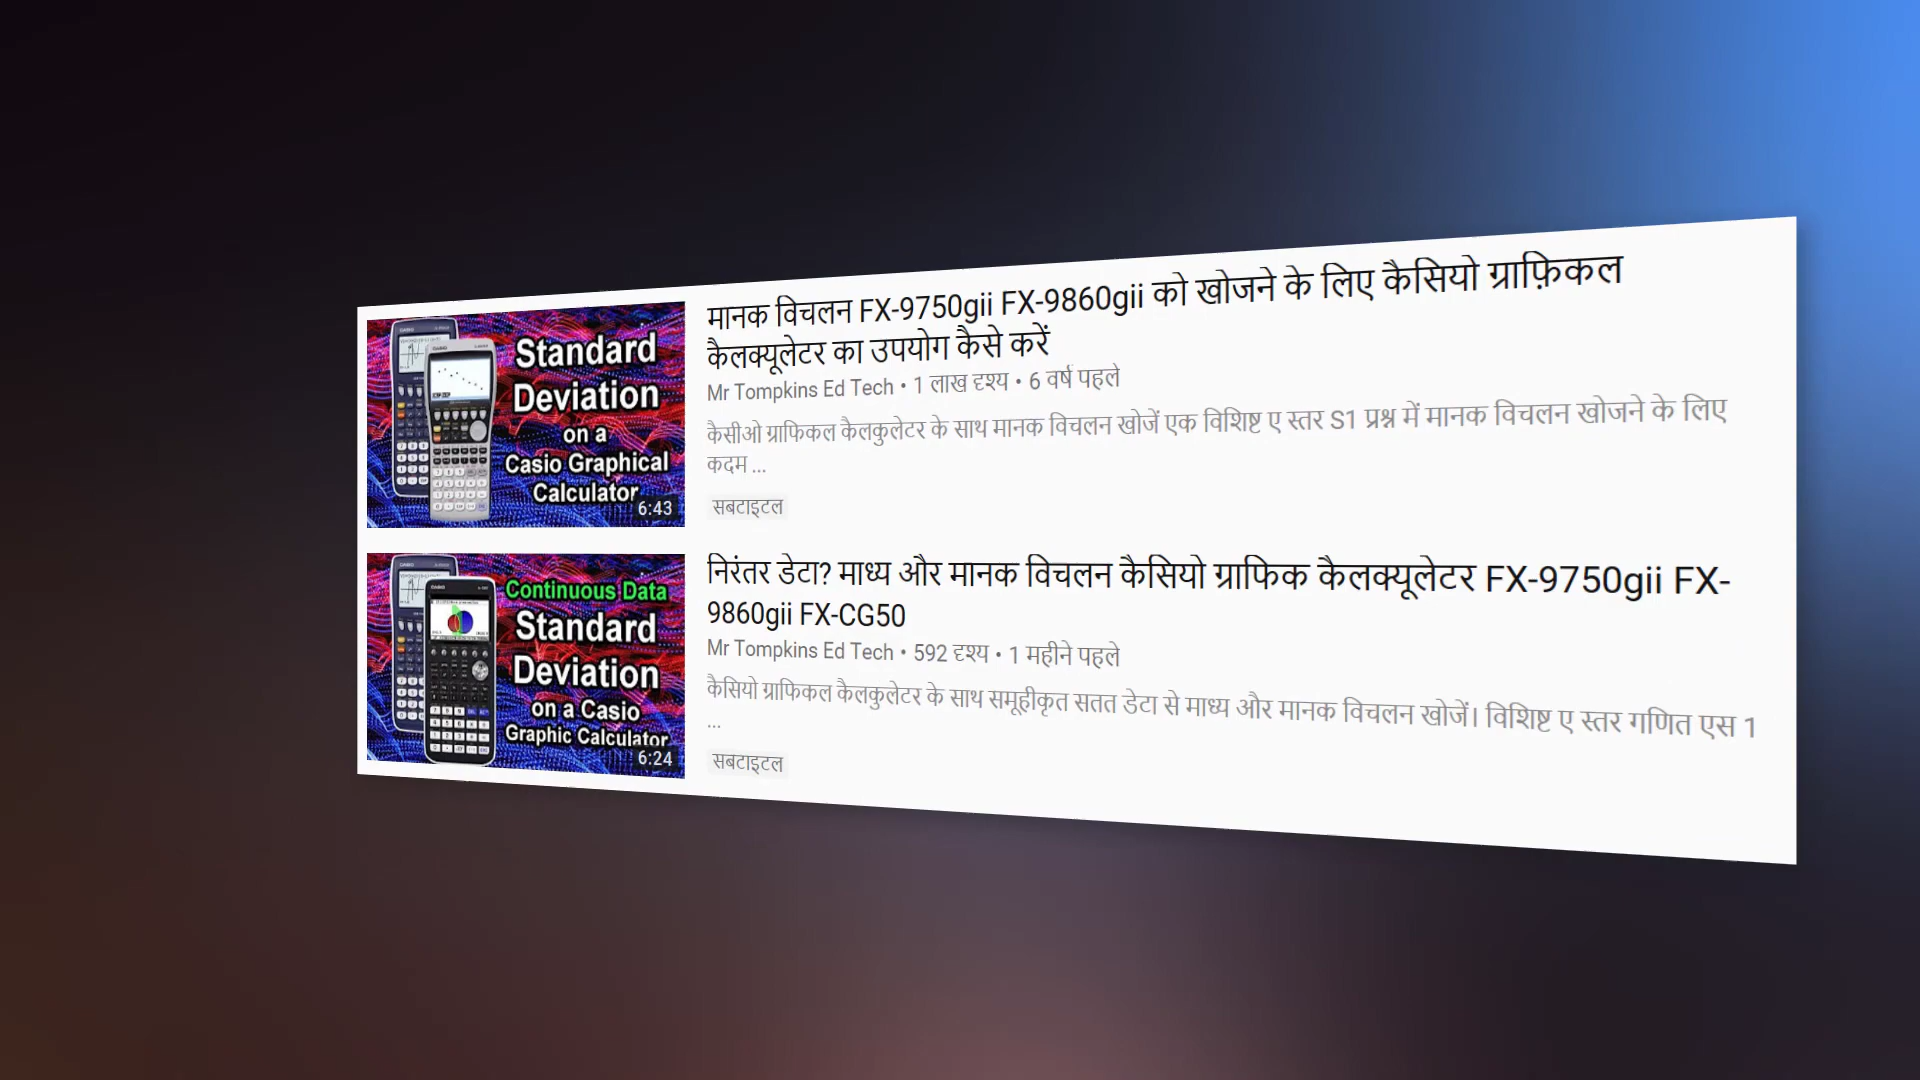 Standard
Deviation
on a
Casio Graphical
Calculator
6:43
मानक विचलन FX-9750gii FX-9860gii को खोजने के लिए कैसियो ग्राफ़िकल
कैलक्यूलेटर का उपयोग कैसे करें
Mr Tompkins Ed Tech • 1 लाख दृश्य • 6 वर्ष पहले
कैसीओ ग्राफिकल कैलकुलेटर के साथ मानक विचलन खोजें एक विशिष्ट ए स्तर S1 प्रश्न में मानक विचलन खोजने के लिए
कदम ...
सबटाइटल
Continuous Data
Standard
Deviation
on a Casio
Graphic Calculator
6:24
निरंतर डेटा? माध्य और मानक विचलन कैसियो ग्राफिक कैलक्यूलेटर FX-9750gii FX-
9860gii FX-CG50
Mr Tompkins Ed Tech • 592 दृश्य • 1 महीने पहले
कैसियो ग्राफिकल कैलकुलेटर के साथ समूहीकृत सतत डेटा से माध्य और मानक विचलन खोजें। विशिष्ट ए स्तर गणित एस 1
...
सबटाइटल